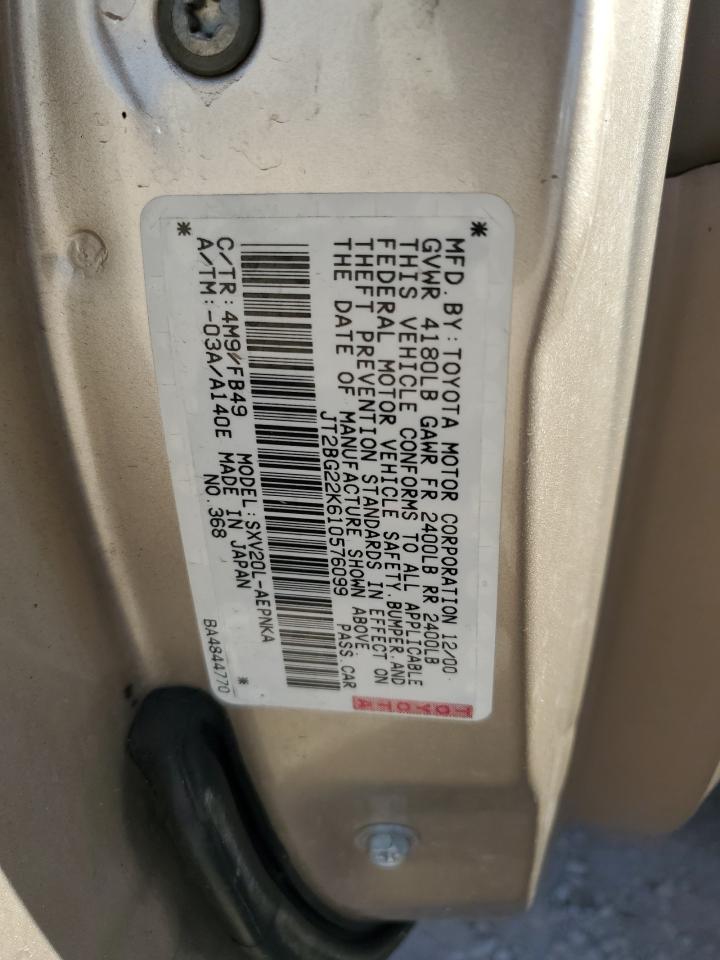 MFD. BY: TOYOTA MOTOR CORPORATION 12/00
GVWR 4180LB GAWR FR 2400LB RR 2400LB
THIS VEHICLE CONFORMS TO ALL APPLICABLE
FEDERAL MOTOR VEHICLE SAFETY, BUMPER, AND
THEFT PREVENTION STANDARDS IN EFFECT ON
THE DATE OF MANUFACTURE SHOWN ABOVE.
JT2BG22K610576099 PASS.CAR
TOYOTA
C/TR: 4M9/FB49 MODEL: SXV20L-AEPNKA
A/TM:-03A/A140E MADE IN JAPAN
NO.368
BA4844770